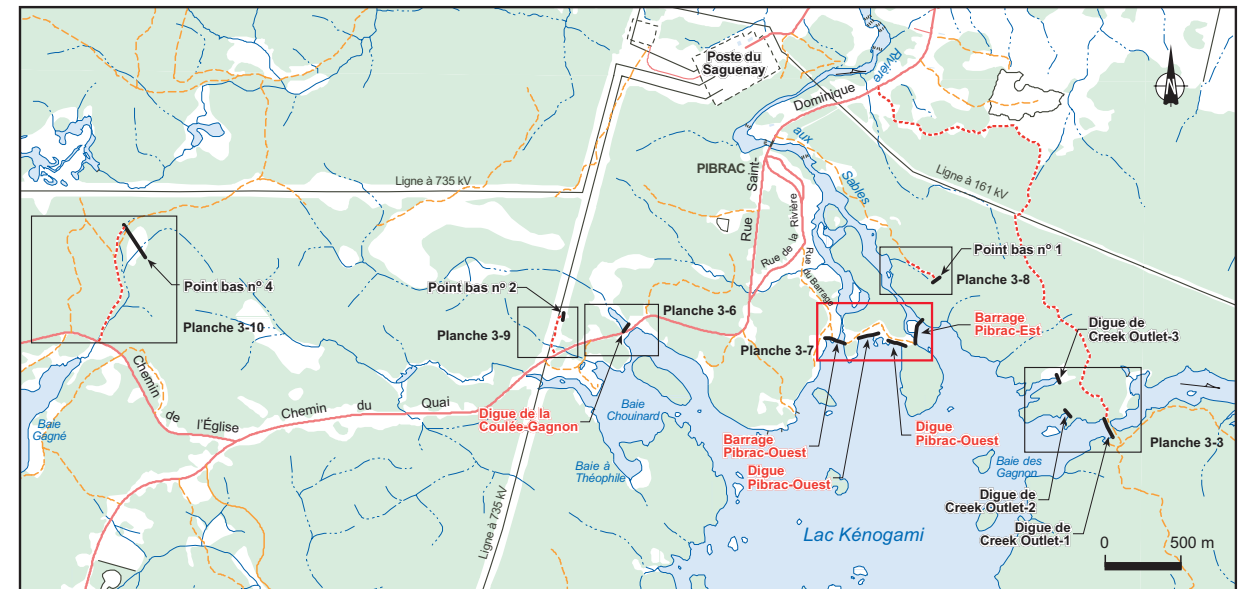 Poste du
Saguenay
Rivière
aux
Sables
Dominique
Saint-
Rue
PIBRAC
Ligne à 735 kV
Ligne à 161 kV
Rue de la Rivière
Rue du Barrage
Point bas nº 4
Planche 3-10
Point bas nº 2
Planche 3-9
Planche 3-6
Point bas nº 1
Planche 3-8
Barrage
Pibrac-Est
Planche 3-7
Digue de
Creek Outlet-3
Chemin
de
l'Église
Chemin
du
Quai
Baie
Gagné
Digue de la
Coulée-Gagnon
Baie
Chouinard
Baie à
Théophile
Barrage
Pibrac-Ouest
Digue
Pibrac-Ouest
Digue
Pibrac-Ouest
Planche 3-3
Baie des
Gagnon
Digue de
Creek Outlet-2
Digue de
Creek Outlet-1
Ligne à 735 kV
Lac Kénogami
0
500 m